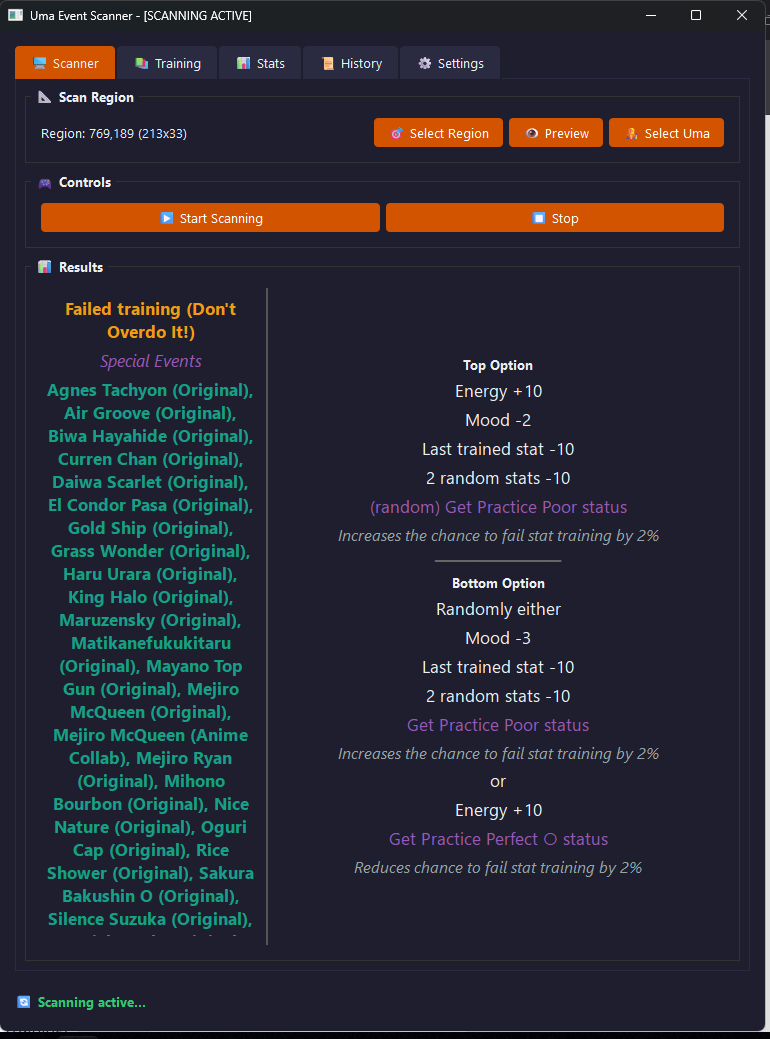 Uma Event Scanner - [SCANNING ACTIVE]
Scanner
Training
Stats
History
Settings
Scan Region
Region: 769,189 (213x33)
Select Region
Preview
Select Uma
Controls
Start Scanning
Stop
Results
Failed training (Don't
Overdo It!)
Special Events
Agnes Tachyon (Original),
Air Groove (Original),
Biwa Hayahide (Original),
Curren Chan (Original),
Daiwa Scarlet (Original),
El Condor Pasa (Original),
Gold Ship (Original),
Grass Wonder (Original),
Haru Urara (Original),
King Halo (Original),
Maruzensky (Original),
Matikanefukukitaru
(Original), Mayano Top
Gun (Original), Mejiro
McQueen (Original),
Mejiro McQueen (Anime
Collab), Mejiro Ryan
(Original), Mihono
Bourbon (Original), Nice
Nature (Original), Oguri
Cap (Original), Rice
Shower (Original), Sakura
Bakushin O (Original),
Silence Suzuka (Original),
Top Option
Energy +10
Mood -2
Last trained stat -10
2 random stats -10
(random) Get Practice Poor status
Increases the chance to fail stat training by 2%
Bottom Option
Randomly either
Mood -3
Last trained stat -10
2 random stats -10
Get Practice Poor status
Increases the chance to fail stat training by 2%
or
Energy +10
Get Practice Perfect ○ status
Reduces chance to fail stat training by 2%
Scanning active...